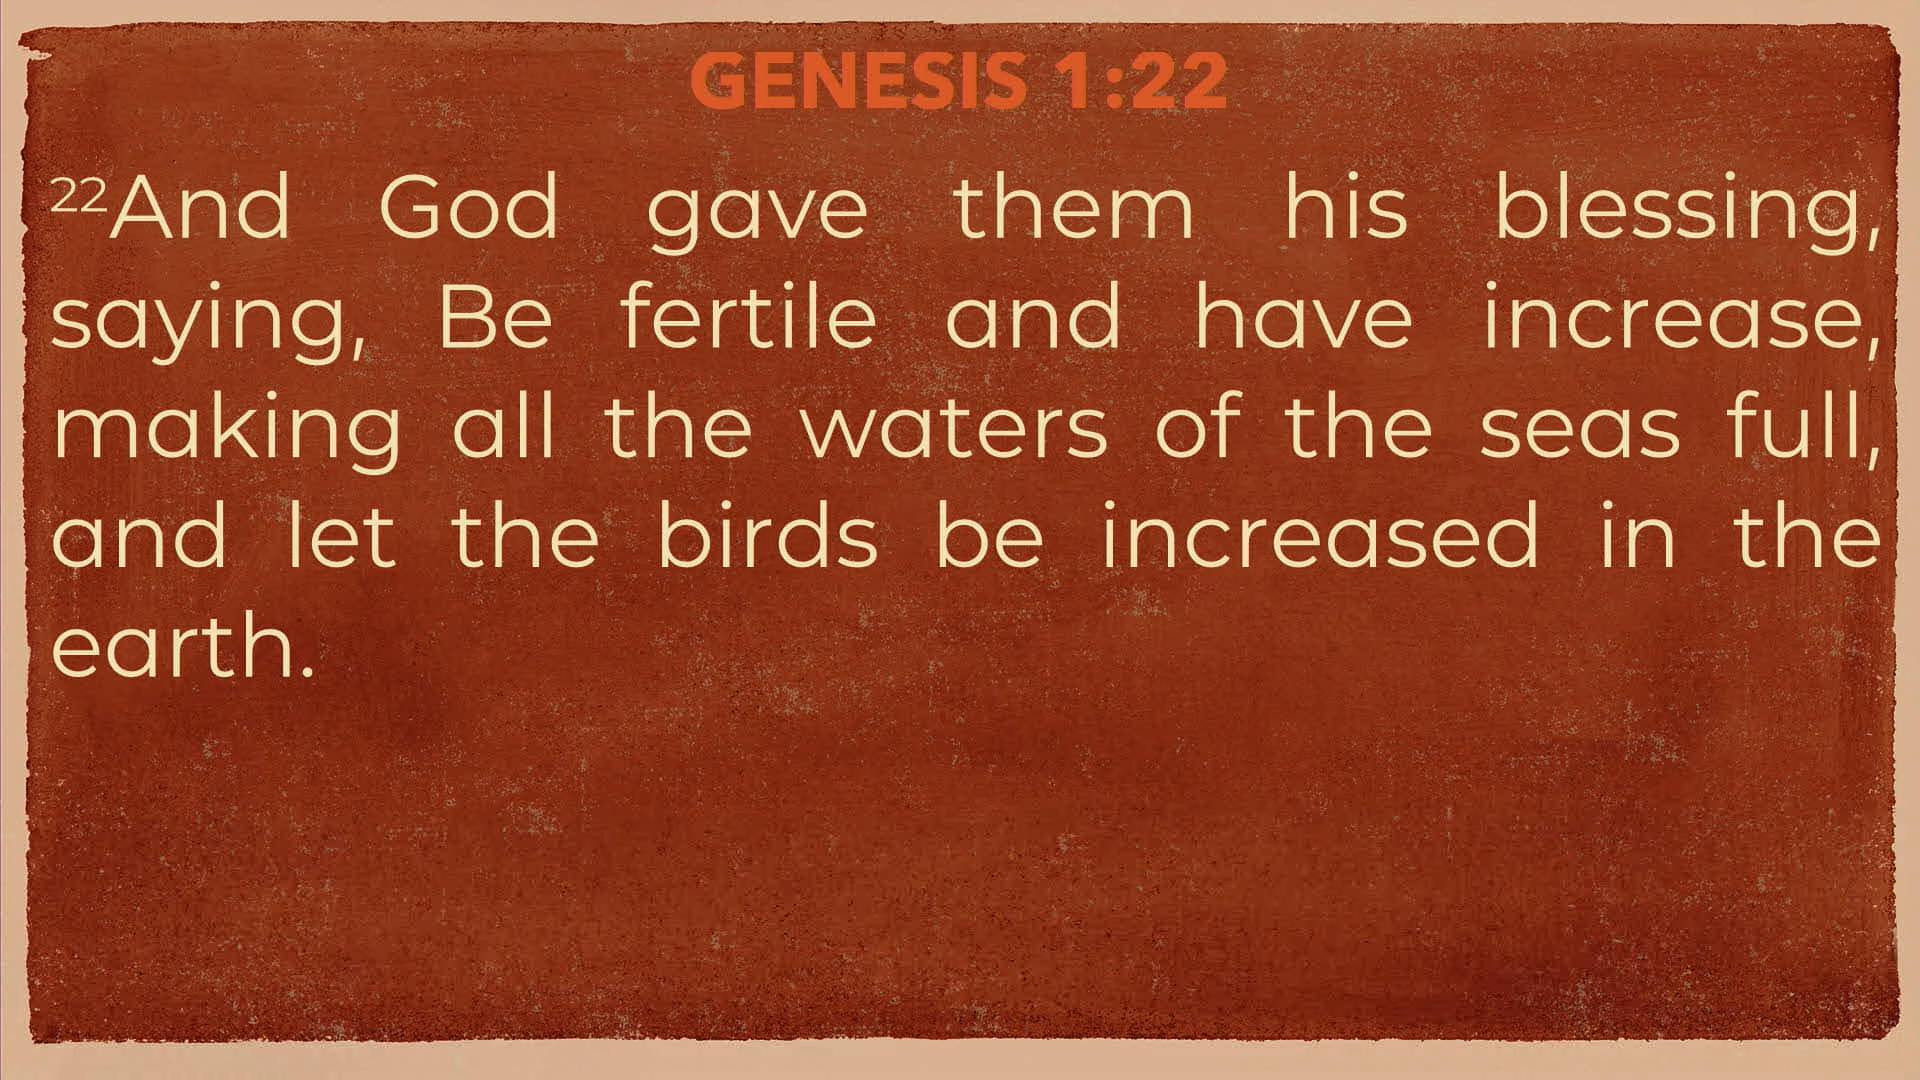 GENESIS 1:22
22And God gave them his blessing,
saying, Be fertile and have increase,
making all the waters of the seas full,
and let the birds be increased in the
earth.